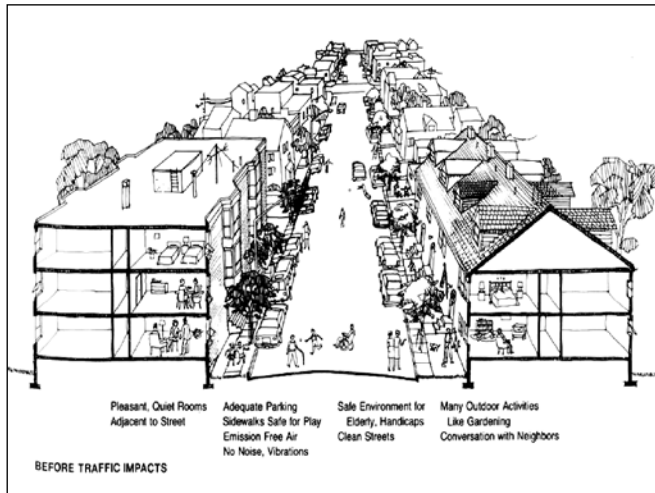 Pleasant, Quiet Rooms
Adjacent to Street
Adequate Parking
Sidewalks Safe for Play
Emission Free Air
No Noise, Vibrations
Safe Environment for
Elderly, Handicaps
Clean Streets
Many Outdoor Activities
Like Gardening
Conversation with Neighbors
BEFORE TRAFFIC IMPACTS